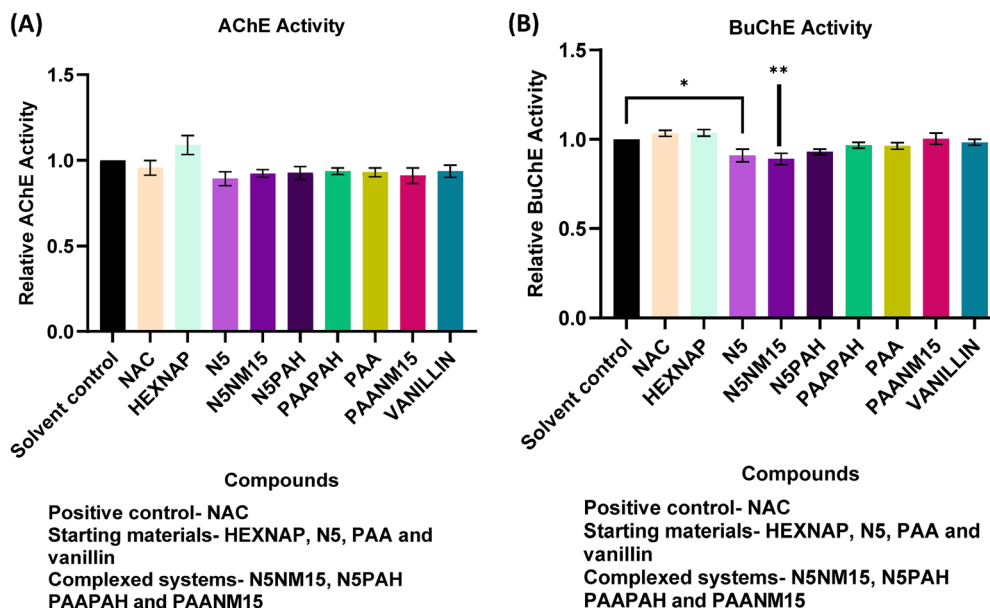 (A)
AChE Activity
Relative AChE Activity
1.5
1.0
0.5
0.0
Solvent control
NAC
HEXNAP
N5
N5NM15
N5PAH
PAAPAH
PAA
PAANM15
VANILLIN
Compounds
Positive control- NAC
Starting materials- HEXNAP, N5, PAA and
vanillin
Complexed systems- N5NM15, N5PAH
PAAPAH and PAANM15
(B)
BuChE Activity
Relative BuChE Activity
1.5
1.0
0.5
0.0
*
**
Solvent control
NAC
HEXNAP
N5
N5NM15
N5PAH
PAAPAH
PAA
PAANM15
VANILLIN
Compounds
Positive control- NAC
Starting materials- HEXNAP, N5, PAA and
vanillin
Complexed systems- N5NM15, N5PAH
PAAPAH and PAANM15